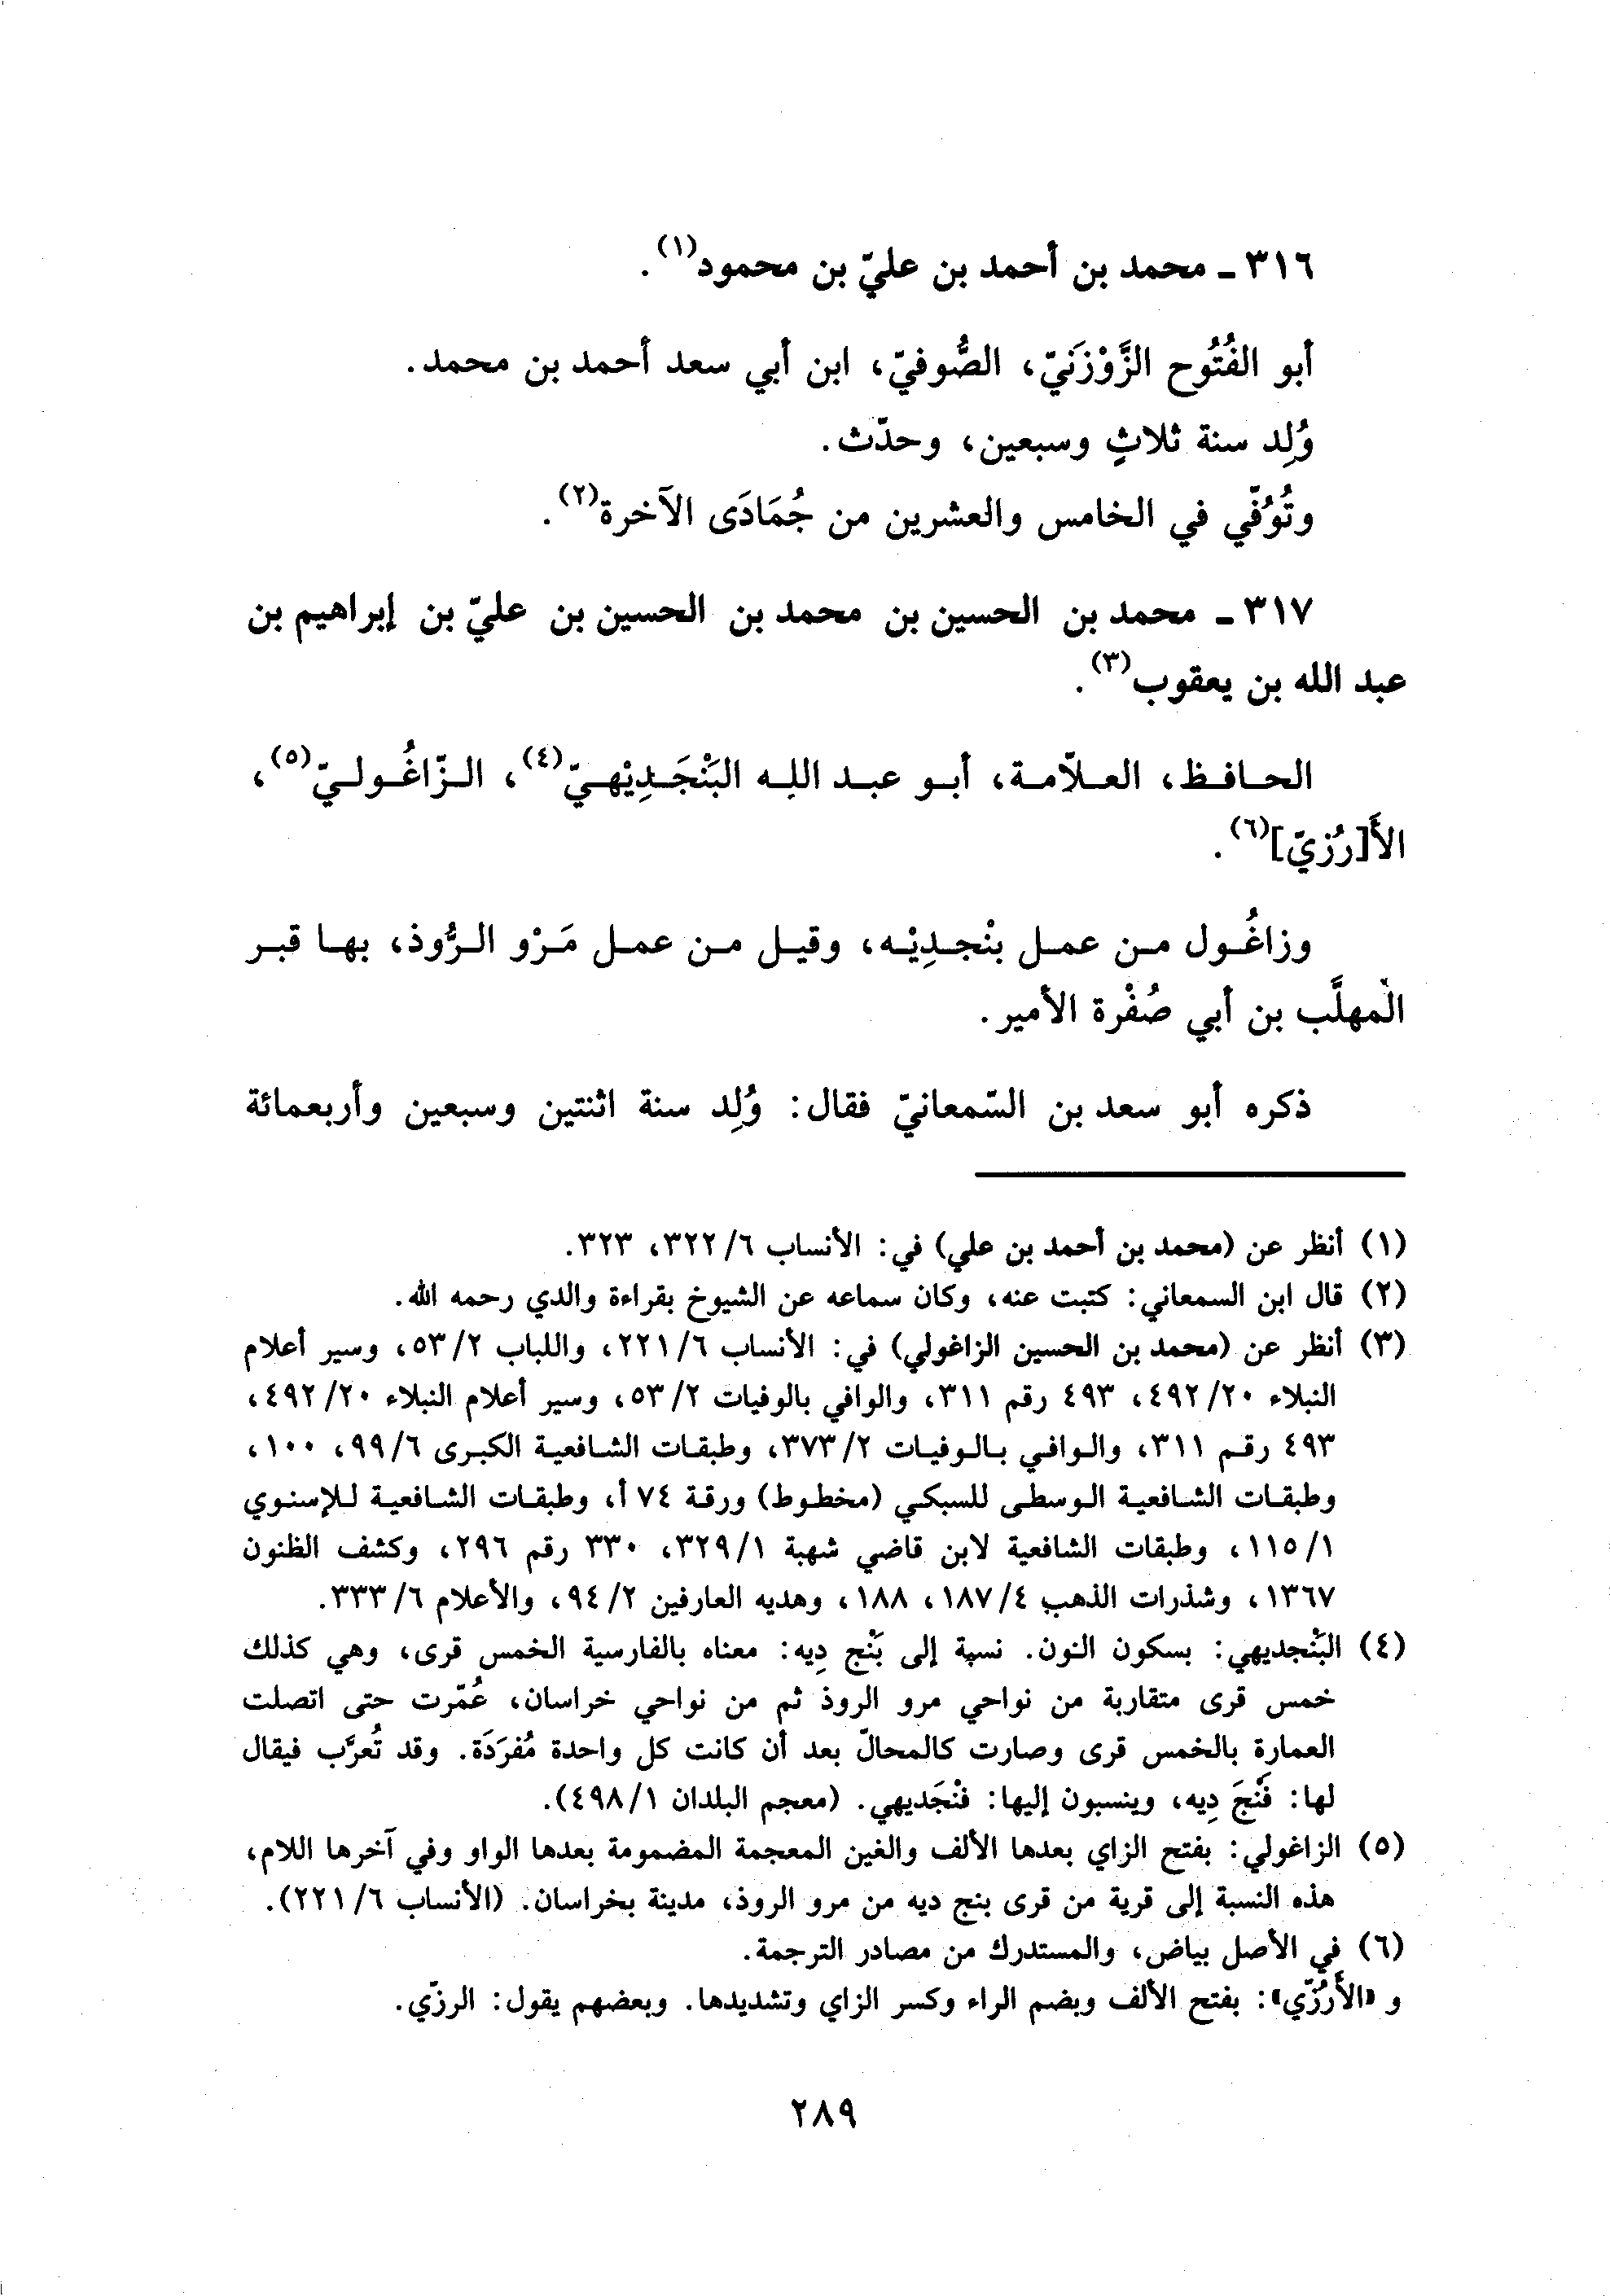 ٣١٦ ـ محمد بن أحمد بن عليّ بن محمود(١).
أبو الفُتُوح الزَّوْزَنيّ، الصُّوفيّ، ابن أبي سعد أحمد بن محمد.
وُلِد سنة ثلاثٍ وسبعين، وحدّث.
وتُوُفّي في الخامس والعشرين من جُمَادَى الآخرة(٢).
٣١٧ ـ محمد بن الحسين بن محمد بن الحسين بن عليّ بن إبراهيم بن
عبد الله بن يعقوب(٣).
الحافظ، العلاّمة، أبو عبد الله البَنْجَدِيْهيّ(٤)، الزّاغُوليّ(٥)،
الأَ[رُزيّ](٦).
وزاغُول من عمل بنْجدِيْه، وقيل من عمل مَرْو الرُّوذ، بها قبر
المهلَّب بن أبي صُفْرة الأمير.
ذكره أبو سعد بن السّمعانيّ فقال: وُلِد سنة اثنتين وسبعين وأربعمائة
(١) أنظر عن (محمد بن أحمد بن علي) في: الأنساب ٦/ ٣٢٢، ٣٢٣.
(٢) قال ابن السمعاني: كتبت عنه، وكان سماعه عن الشيوخ بقراءة والدي رحمه الله.
(٣) أنظر عن (محمد بن الحسين الزاغولي) في: الأنساب ٦/ ٢٢١، واللباب ٢/ ٥٣، وسير أعلام
النبلاء ٢٠/ ٤٩٢، ٤٩٣ رقم ٣١١، والوافي بالوفيات ٢/ ٥٣، وسير أعلام النبلاء ٢٠/ ٤٩٢،
٤٩٣ رقم ٣١١، والوافي بالوفيات ٢/ ٣٧٣، وطبقات الشافعية الكبرى ٦/ ٩٩، ١٠٠،
وطبقات الشافعية الوسطى للسبكي (مخطوط) ورقة ٧٤ أ، وطبقات الشافعية للإسنوي
١/ ١١٥، وطبقات الشافعية لابن قاضي شهبة ١/ ٣٢٩، ٣٣٠ رقم ٢٩٦، وكشف الظنون
١٣٦٧، وشذرات الذهب ٤/ ١٨٧، ١٨٨، وهديه العارفين ٢/ ٩٤، والأعلام ٦/ ٣٣٣.
(٤) البَنْجديهي: بسكون النون. نسبة إلى بَنْج دِيه: معناه بالفارسية الخمس قرى، وهي كذلك
خمس قرى متقاربة من نواحي مرو الروذ ثم من نواحي خراسان، عُمّرت حتى اتصلت
العمارة بالخمس قرى وصارت كالمحالّ بعد أن كانت كل واحدة مُفرَدَة. وقد تُعرَّب فيقال
لها: فَنْجَ دِيه، وينسبون إليها: فنْجَديهي. (معجم البلدان ١/ ٤٩٨).
(٥) الزاغولي: بفتح الزاي بعدها الألف والغين المعجمة المضمومة بعدها الواو وفي آخرها اللام،
هذه النسبة إلى قرية من قرى بنج ديه من مرو الروذ، مدينة بخراسان. (الأنساب ٦/ ٢٢١).
(٦) في الأصل بياض، والمستدرك من مصادر الترجمة.
و «الأَرُزّي»: بفتح الألف وبضم الراء وكسر الزاي وتشديدها. وبعضهم يقول: الرزّي.
٢٨٩